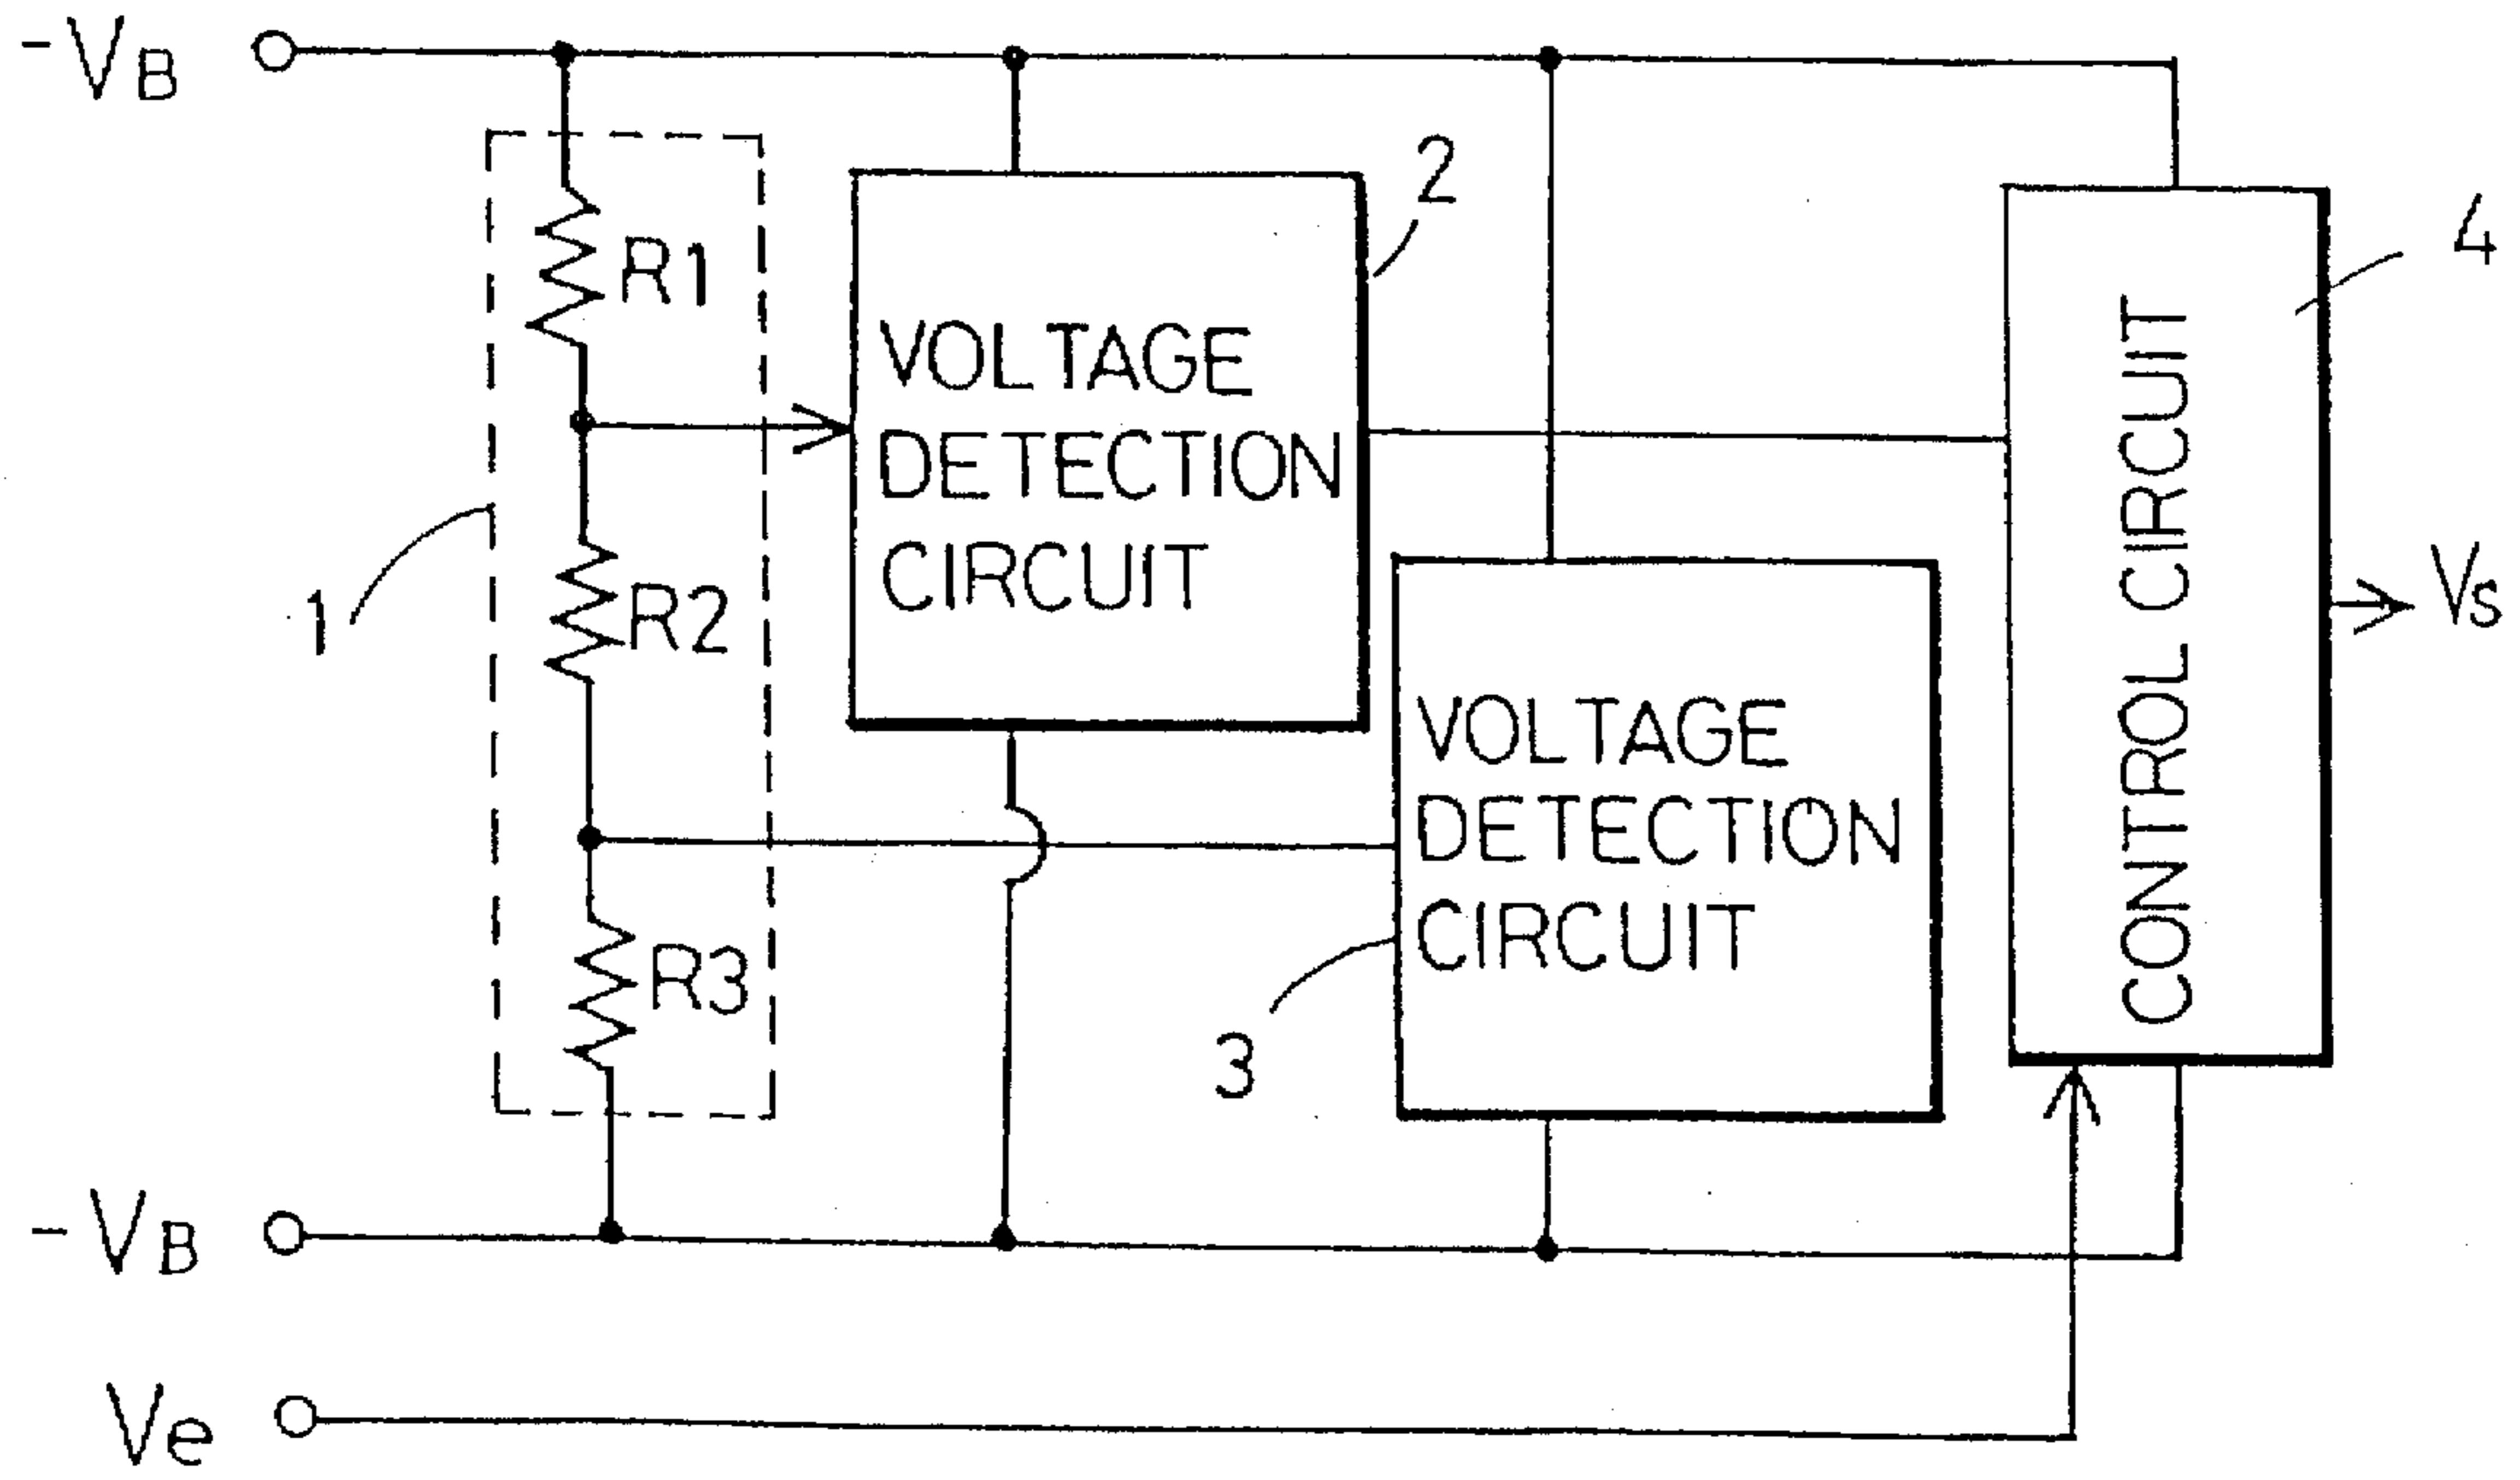 -VB
2
4
R1
VOLTAGE
DETECTION
CIRCUIT
CONTROL CIRCUIT
Vs
1
R2
VOLTAGE
DETECTION
CIRCUIT
R3
3
-VB
Ve